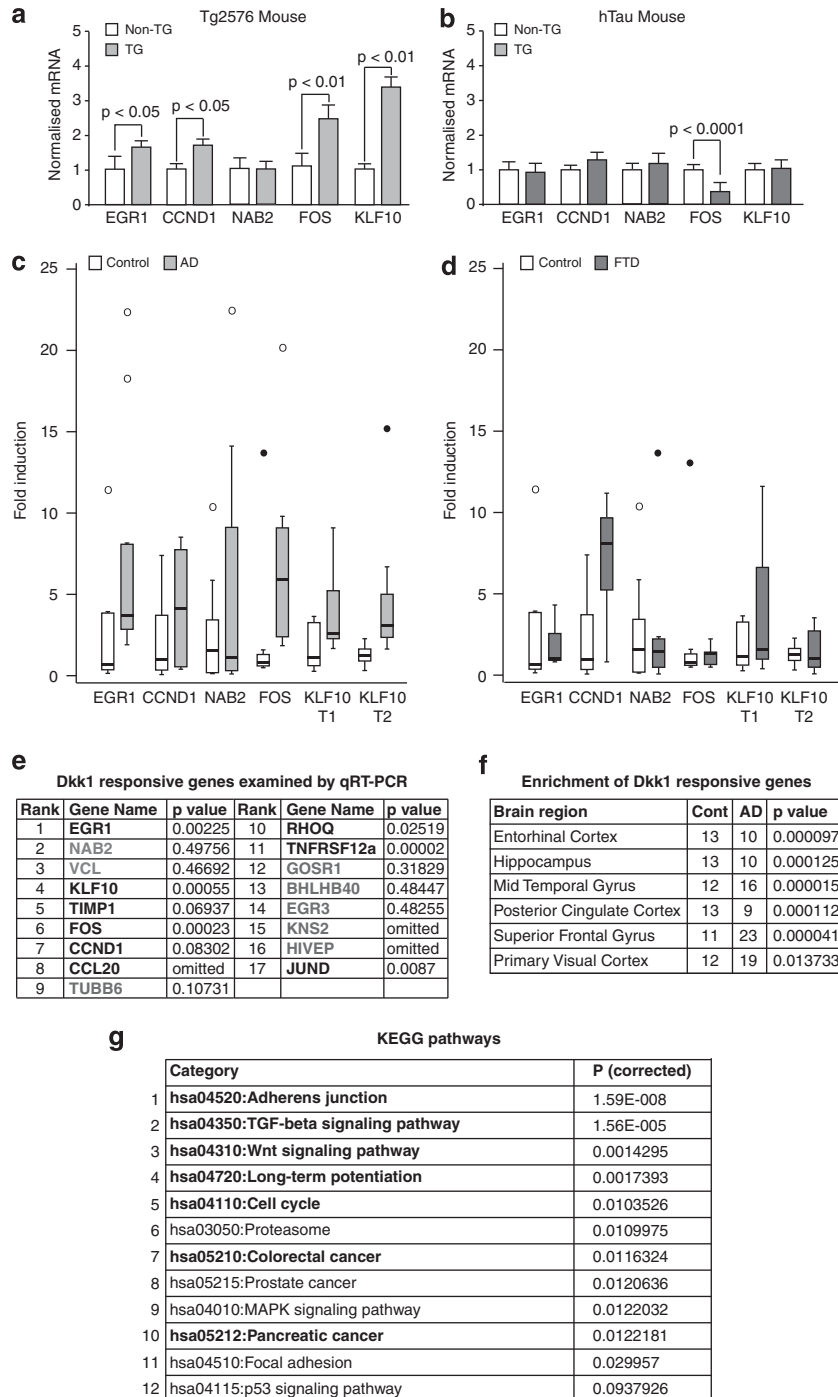 a
Tg2576 Mouse
Non-TG
TG
Normalised mRNA
5
4
3
2
1
0
p < 0.05
p < 0.05
p < 0.01
p < 0.01
EGR1 CCND1 NAB2 FOS KLF10
b
hTau Mouse
Non-TG
TG
Normalised mRNA
5
4
3
2
1
0
p < 0.0001
EGR1 CCND1 NAB2 FOS KLF10
c
Control AD
Fold induction
25
20
15
10
5
0
EGR1 CCND1 NAB2 FOS KLF10 KLF10
T1 T2
d
Control FTD
Fold induction
25
20
15
10
5
0
EGR1 CCND1 NAB2 FOS KLF10 KLF10
T1 T2
e
Dkk1 responsive genes examined by qRT-PCR
Rank Gene Name p value Rank Gene Name p value
1 EGR1 0.00225 10 RHOQ 0.02519
2 NAB2 0.49756 11 TNFRSF12a 0.00002
3 VCL 0.46692 12 GOSR1 0.31829
4 KLF10 0.00055 13 BHLHB40 0.48447
5 TIMP1 0.06937 14 EGR3 0.48255
6 FOS 0.00023 15 KNS2 omitted
7 CCND1 0.08302 16 HIVEP omitted
8 CCL20 omitted 17 JUND 0.0087
9 TUBB6 0.10731
f
Enrichment of Dkk1 responsive genes
Brain region Cont AD p value
Entorhinal Cortex 13 10 0.000097
Hippocampus 13 10 0.000125
Mid Temporal Gyrus 12 16 0.000015
Posterior Cingulate Cortex 13 9 0.000112
Superior Frontal Gyrus 11 23 0.000041
Primary Visual Cortex 12 19 0.013733
g
KEGG pathways
Category P (corrected)
1 hsa04520:Adherens junction 1.59E-008
2 hsa04350:TGF-beta signaling pathway 1.56E-005
3 hsa04310:Wnt signaling pathway 0.0014295
4 hsa04720:Long-term potentiation 0.0017393
5 hsa04110:Cell cycle 0.0103526
6 hsa03050:Proteasome 0.0109975
7 hsa05210:Colorectal cancer 0.0116324
8 hsa05215:Prostate cancer 0.0120636
9 hsa04010:MAPK signaling pathway 0.0122032
10 hsa05212:Pancreatic cancer 0.0122181
11 hsa04510:Focal adhesion 0.029957
12 hsa04115:p53 signaling pathway 0.0937926